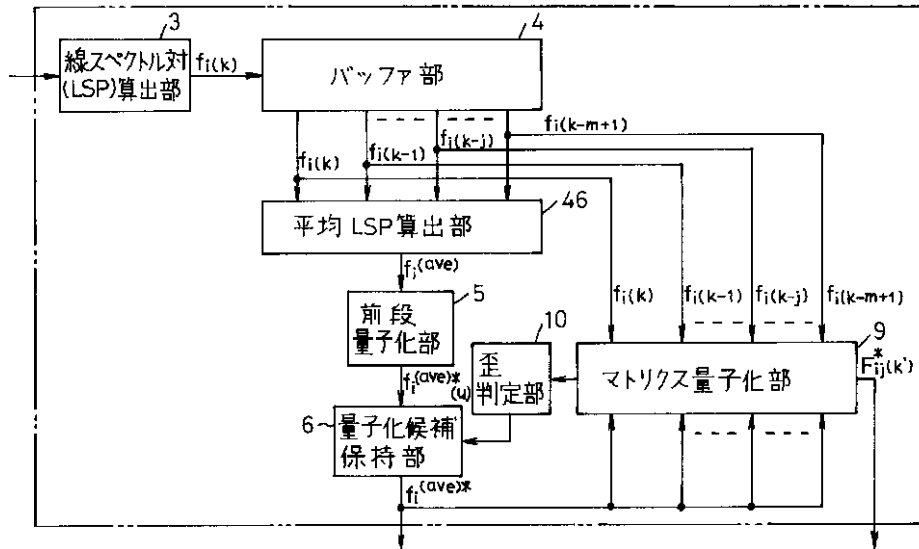 3
線スペクトル対
(LSP)算出部
fi(k)
4
バッファ部
fi(k)
fi(k-1)
fi(k-j)
fi(k-m+1)
46
平均LSP算出部
fi(ave)
5
前段
量子化部
fi(ave)*(u)
10
歪
判定部
fi(k)
fi(k-1)
fi(k-j)
fi(k-m+1)
9
マトリクス量子化部
F*ij(k')
6
量子化候補
保持部
fi(ave)*